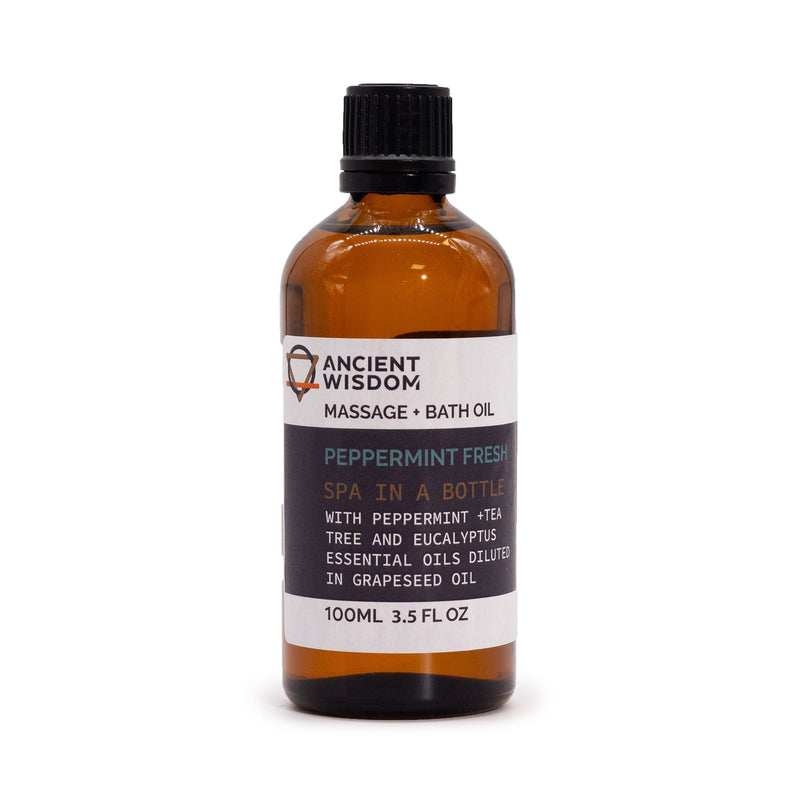 ANCIENT
WISDOM
MASSAGE + BATH OIL
PEPPERMINT FRESH
SPA IN A BOTTLE
WITH PEPPERMINT +TEA
TREE AND EUCALYPTUS
ESSENTIAL OILS DILUTED
IN GRAPESEED OIL
100ML 3.5 FL OZ